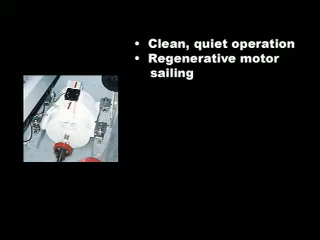 • Clean, quiet operation
• Regenerative motor
sailing